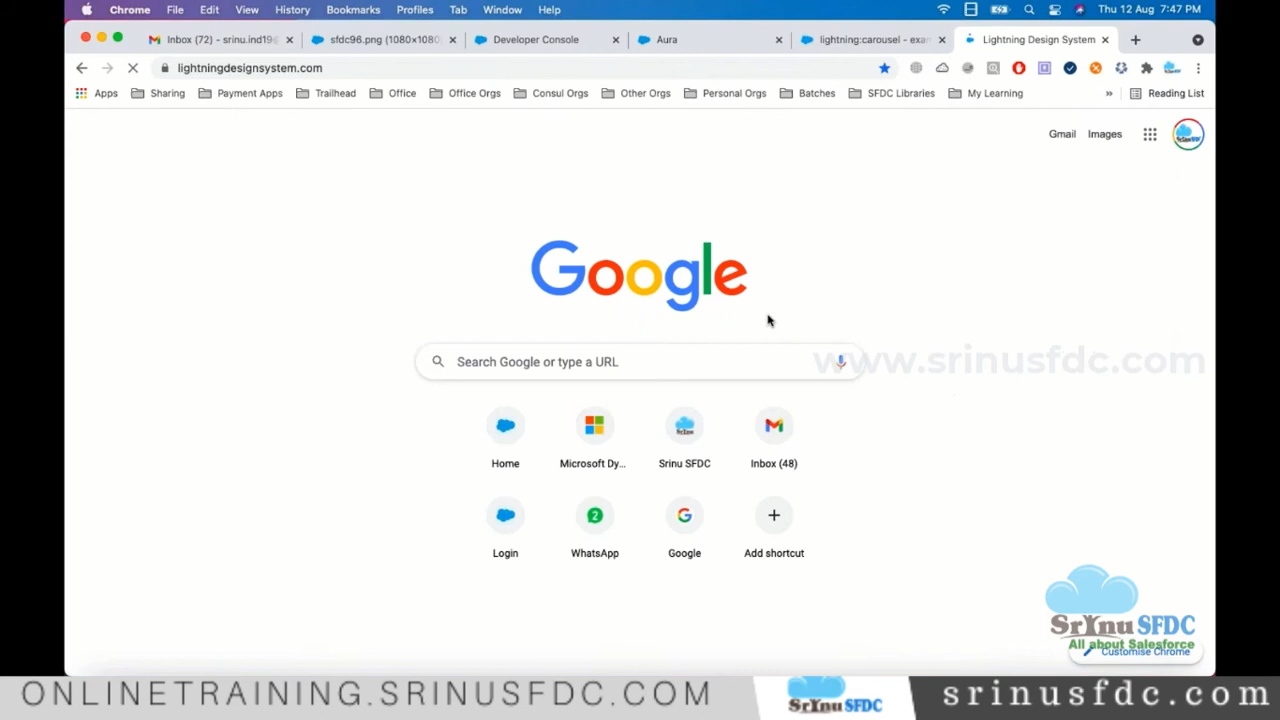 Chrome File Edit View History Bookmarks Profiles Tab Window Help Thu 12 Aug 7:47 PM
Inbox (72) - srinu.ind19 sfdc96.png (1080×1080 Developer Console Aura lightning:carousel - exa Lightning Design System
lightningdesignsystem.com
Apps Sharing Payment Apps Trailhead Office Office Orgs Consul Orgs Other Orgs Personal Orgs Batches SFDC Libraries My Learning » Reading List
Gmail Images
Google
Search Google or type a URL
www.srinusfdc.com
Home Microsoft Dy... Srinu SFDC Inbox (48)
2
Login WhatsApp Google Add shortcut
SrInu SFDC
All about Salesforce
Customise Chrome
ONLINETRAINING.SRINUSFDC.COM SrInu SFDC srinusfdc.com